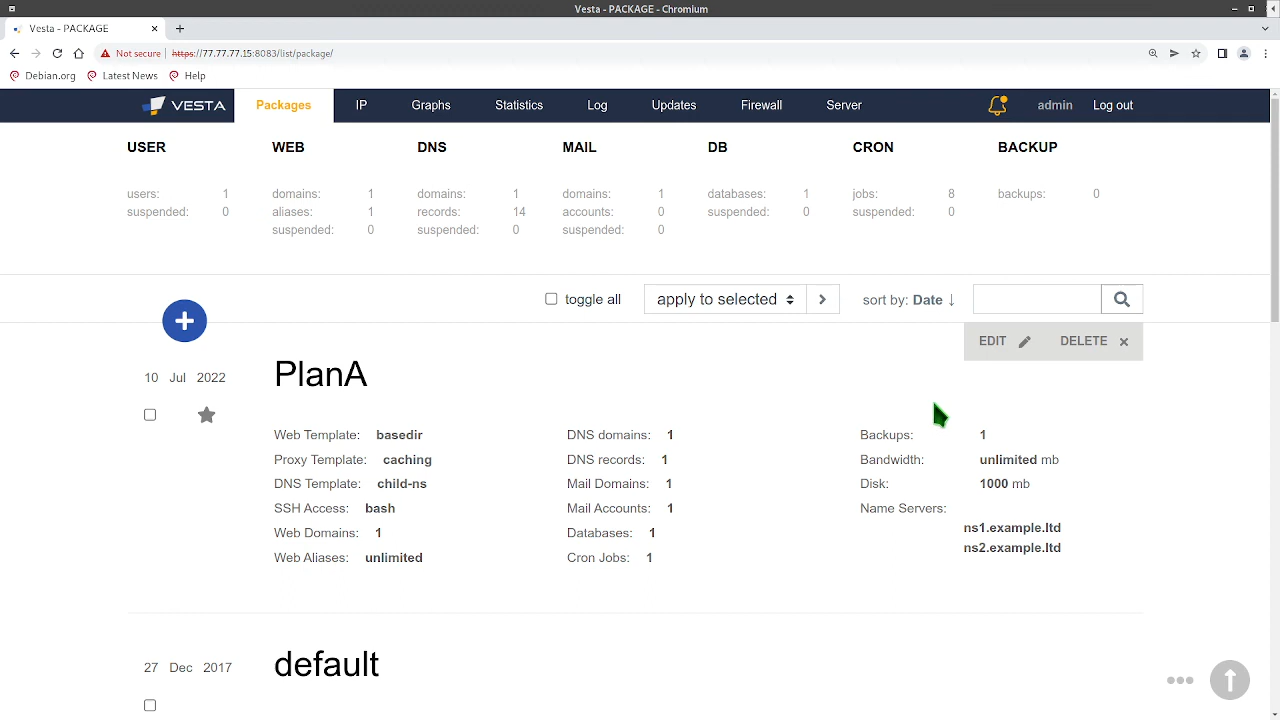 Vesta - PACKAGE - Chromium
Vesta - PACKAGE
Not secure | https://77.77.77.15:8083/list/package/
Debian.org Latest News Help
VESTA Packages IP Graphs Statistics Log Updates Firewall Server admin Log out
USER WEB DNS MAIL DB CRON BACKUP
users: 1 domains: 1 domains: 1 domains: 1 databases: 1 jobs: 8 backups: 0
suspended: 0 aliases: 1 records: 14 accounts: 0 suspended: 0 suspended: 0
suspended: 0 suspended: 0 suspended: 0
toggle all apply to selected sort by: Date ↓
EDIT DELETE
10 Jul 2022 PlanA
Web Template: basedir DNS domains: 1 Backups: 1
Proxy Template: caching DNS records: 1 Bandwidth: unlimited mb
DNS Template: child-ns Mail Domains: 1 Disk: 1000 mb
SSH Access: bash Mail Accounts: 1 Name Servers:
Web Domains: 1 Databases: 1 ns1.example.ltd
Web Aliases: unlimited Cron Jobs: 1 ns2.example.ltd
27 Dec 2017 default